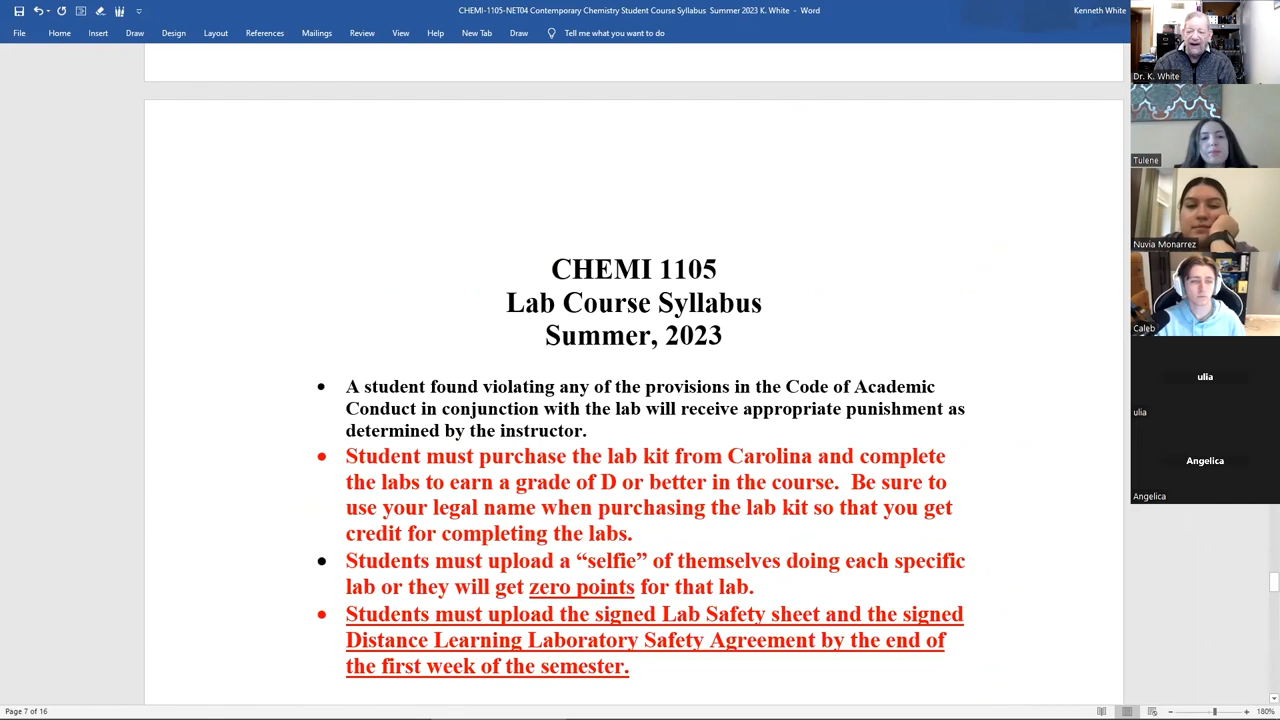 CHEMI-1105-NET04 Contemporary Chemistry Student Course Syllabus Summer 2023 K. White - Word
Kenneth White
File Home Insert Draw Design Layout References Mailings Review View Help New Tab Draw Tell me what you want to do
Dr. K. White
Tulene
Nuvia Monarrez
Caleb
ulia
ulia
Angelica
Angelica
CHEMI 1105
Lab Course Syllabus
Summer, 2023
• A student found violating any of the provisions in the Code of Academic
Conduct in conjunction with the lab will receive appropriate punishment as
determined by the instructor.
• Student must purchase the lab kit from Carolina and complete
the labs to earn a grade of D or better in the course. Be sure to
use your legal name when purchasing the lab kit so that you get
credit for completing the labs.
• Students must upload a “selfie” of themselves doing each specific
lab or they will get zero points for that lab.
• Students must upload the signed Lab Safety sheet and the signed
Distance Learning Laboratory Safety Agreement by the end of
the first week of the semester.
Page 7 of 16
180%